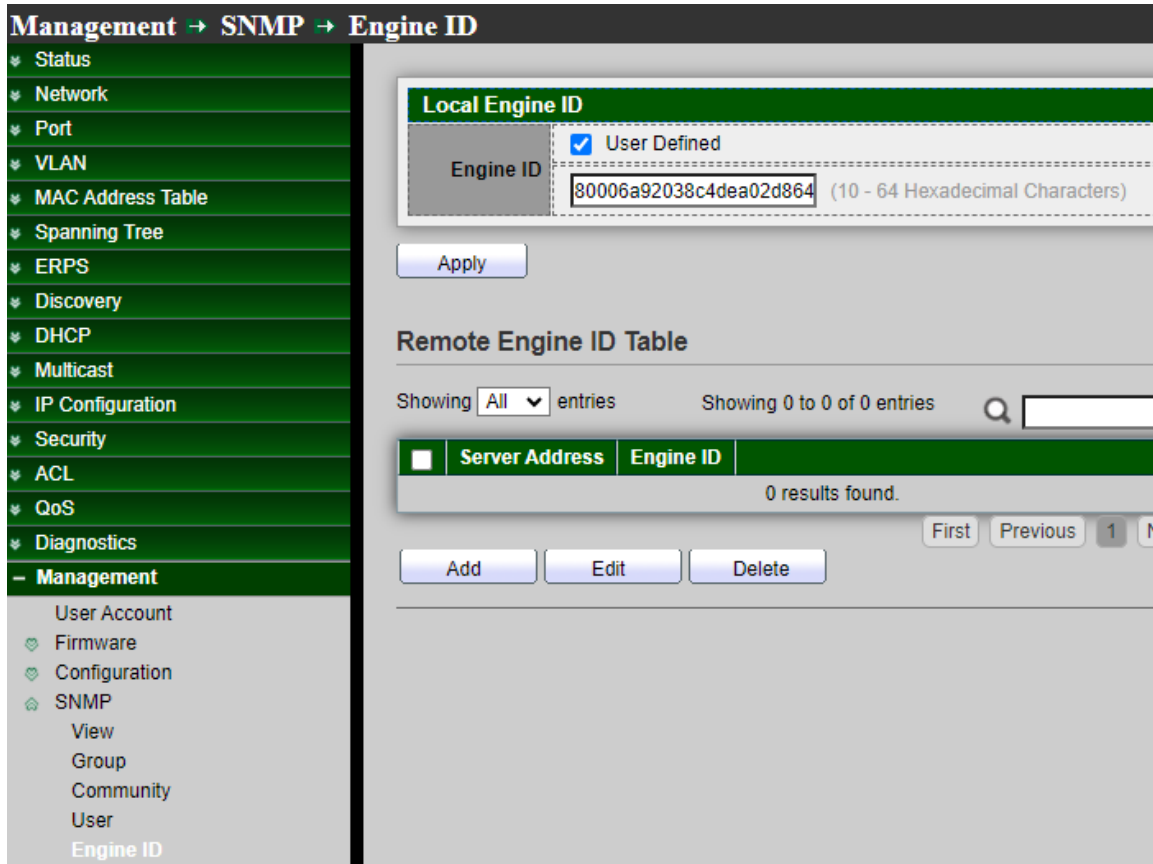 Management → SNMP → Engine ID
Status
Network
Port
VLAN
MAC Address Table
Spanning Tree
ERPS
Discovery
DHCP
Multicast
IP Configuration
Security
ACL
QoS
Diagnostics
Management
User Account
Firmware
Configuration
SNMP
View
Group
Community
User
Engine ID
Local Engine ID
Engine ID
User Defined
80006a92038c4dea02d864 (10 - 64 Hexadecimal Characters)
Apply
Remote Engine ID Table
Showing All entries Showing 0 to 0 of 0 entries
Server Address Engine ID
0 results found.
First Previous 1
Add Edit Delete